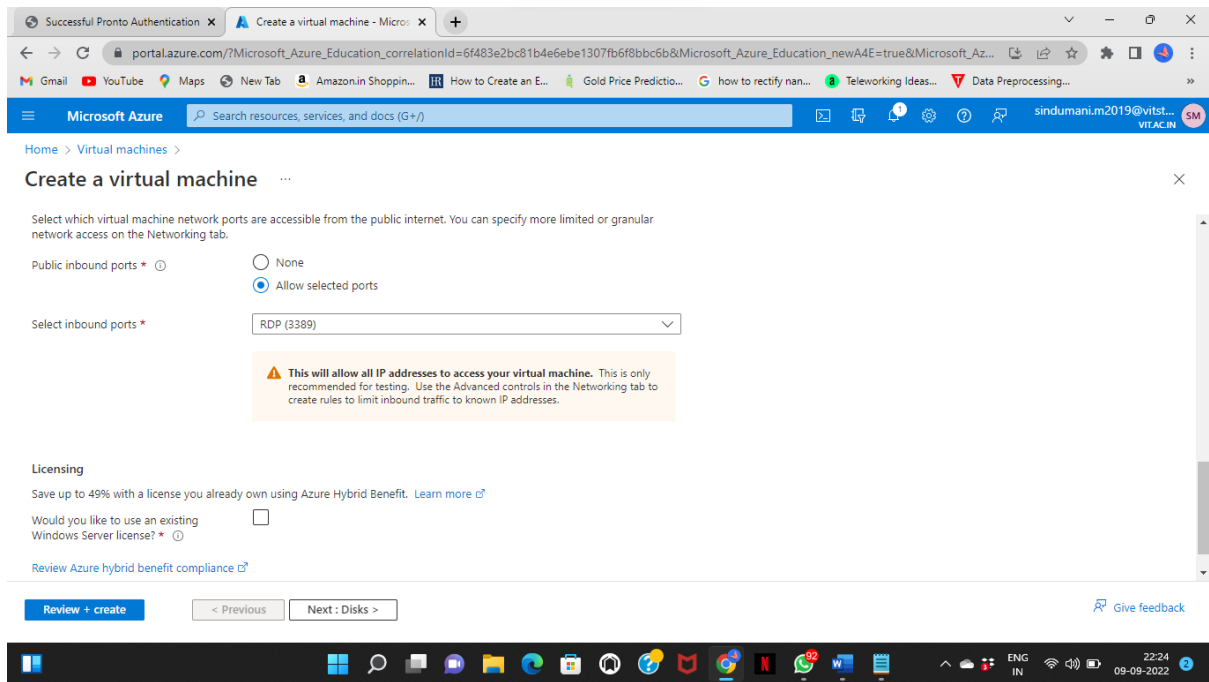 Successful Pronto Authentication
Create a virtual machine - Micros
portal.azure.com/?Microsoft_Azure_Education_correlationId=6f483e2bc81b4e6ebe1307fb6f8bbc6b&Microsoft_Azure_Education_newA4E=true&Microsoft_Az...
Gmail YouTube Maps New Tab Amazon.in Shoppin... How to Create an E... Gold Price Predictio... how to rectify nan... Teleworking Ideas... Data Preprocessing... »
Microsoft Azure Search resources, services, and docs (G+/) 1 sindumani.m2019@vitst... SM
VIT.AC.IN
Home > Virtual machines >
Create a virtual machine ...
Select which virtual machine network ports are accessible from the public internet. You can specify more limited or granular
network access on the Networking tab.
Public inbound ports *
None
Allow selected ports
Select inbound ports * RDP (3389)
This will allow all IP addresses to access your virtual machine. This is only
recommended for testing. Use the Advanced controls in the Networking tab to
create rules to limit inbound traffic to known IP addresses.
Licensing
Save up to 49% with a license you already own using Azure Hybrid Benefit. Learn more
Would you like to use an existing
Windows Server license? *
Review Azure hybrid benefit compliance
Review + create < Previous Next : Disks > Give feedback
92
ENG 22:24
IN 09-09-2022 2